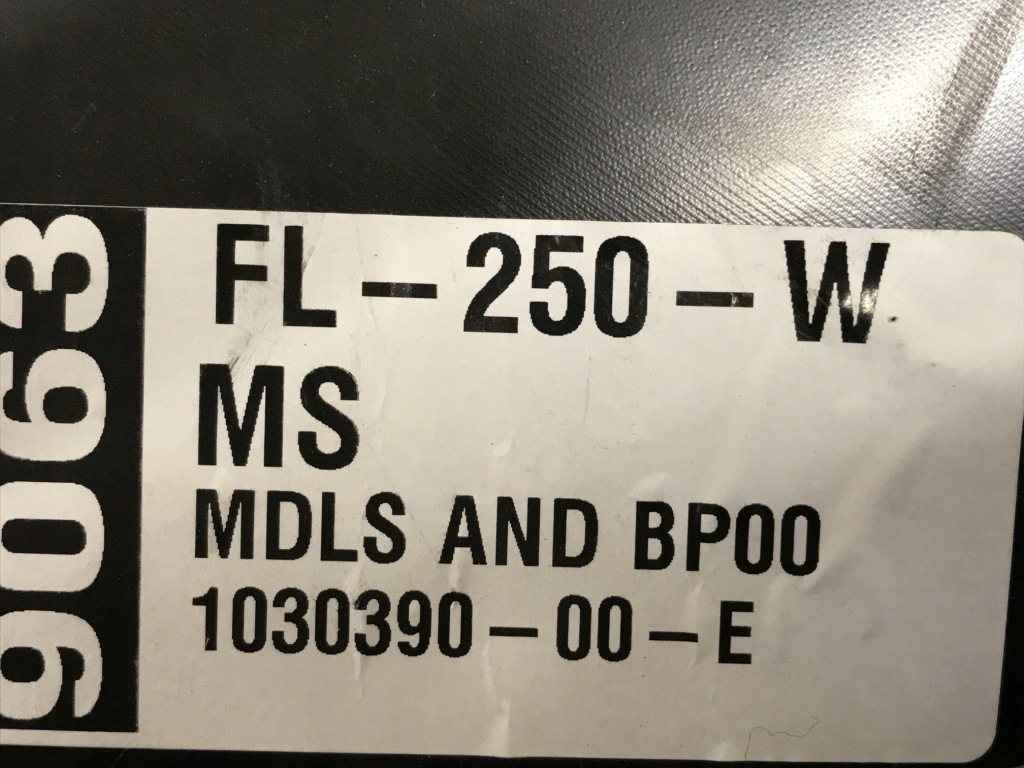 9063
FL-250-W
MS
MDLS AND BP00
1030390-00-E